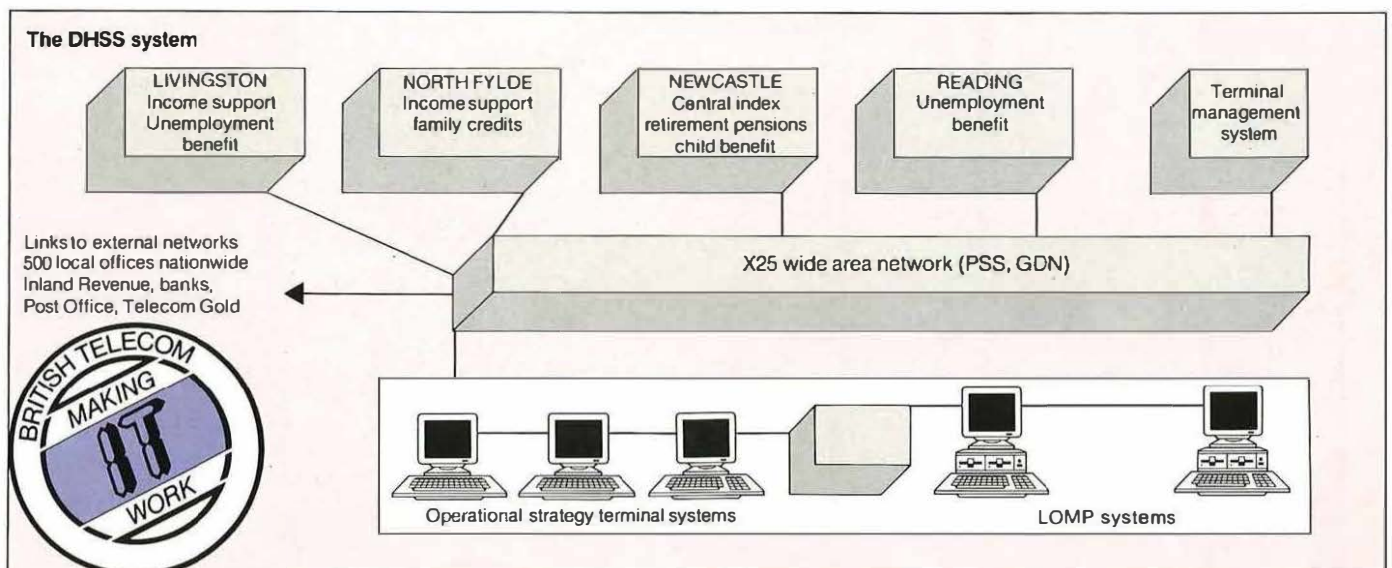 The DHSS system
LIVINGSTON
Income support
Unemployment
benefit
NORTH FYLDE
Income support
family credits
NEWCASTLE
Central index
retirement pensions
child benefit
READING
Unemployment
benefit
Terminal
management
system
Links to external networks
500 local offices nationwide
Inland Revenue, banks,
Post Office, Telecom Gold
X25 wide area network (PSS, GDN)
BRITISH TELECOM
MAKING
IT
WORK
Operational strategy terminal systems
LOMP systems